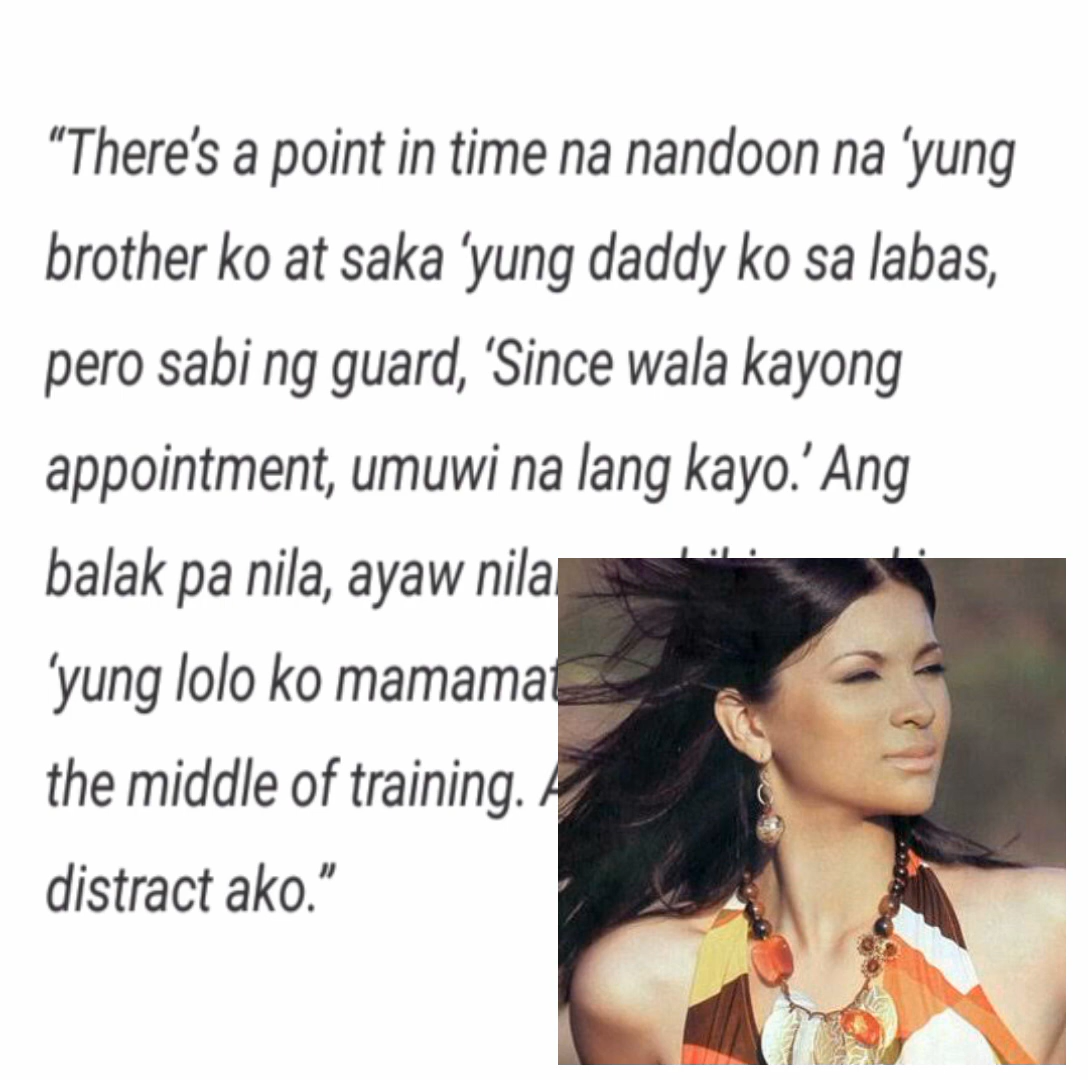 “There’s a point in time na nandoon na ‘yung
brother ko at saka ‘yung daddy ko sa labas,
pero sabi ng guard, ‘Since wala kayong
appointment, umuwi na lang kayo.’ Ang
balak pa nila, ayaw
‘yung lolo ko
the middle of training.
distract ako.”